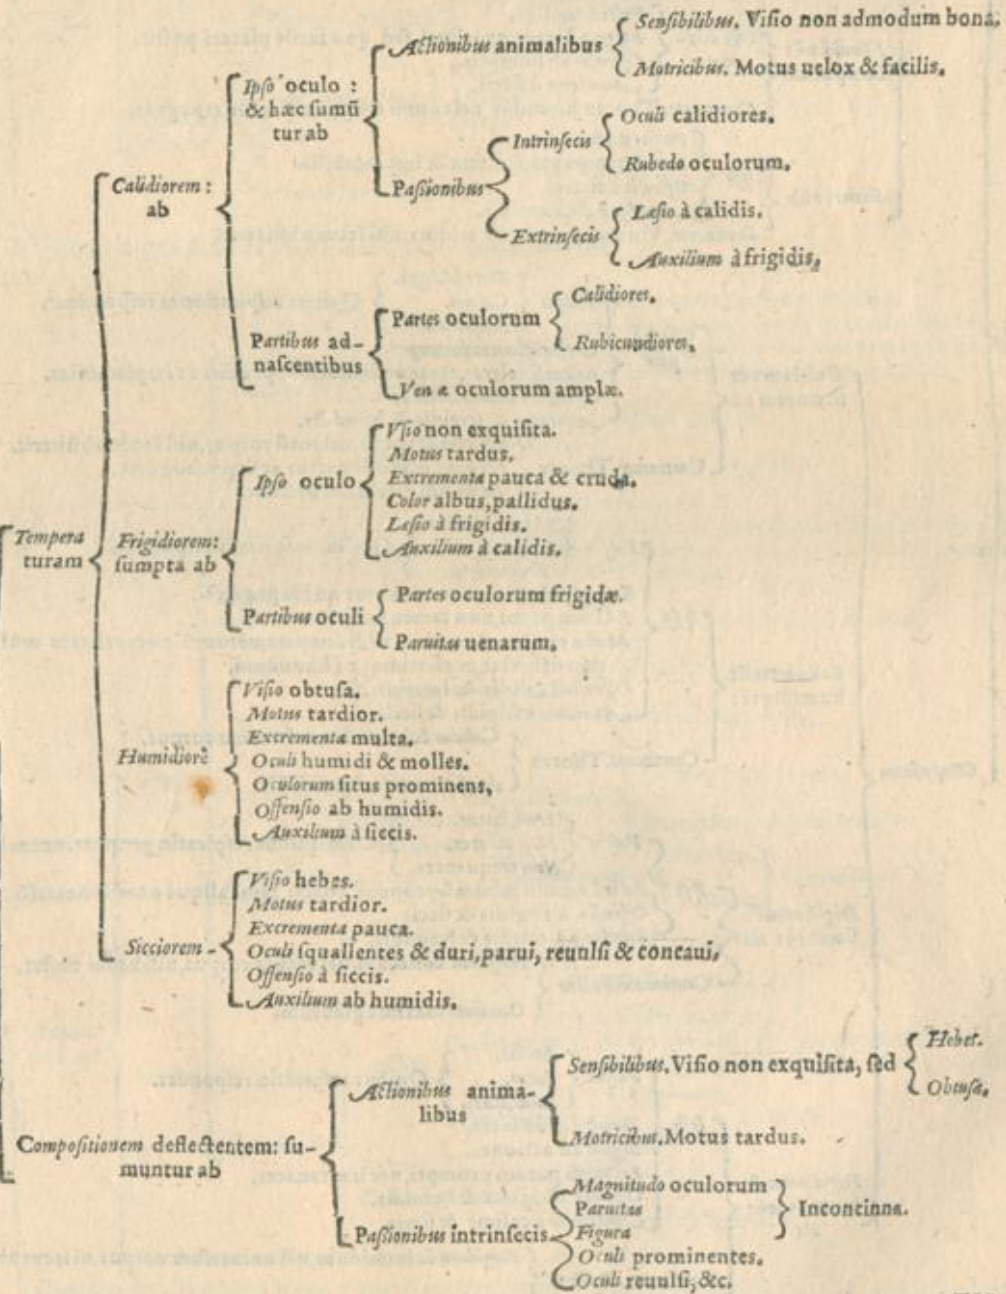 Sensibilibus. Visio non admodum bona.
Actionibus animalibus
Motricibus. Motus uelox & facilis.
Ipso oculo :
& hæc sumũ
tur ab
Oculi calidiores.
Intrinsecis
Rubedo oculorum.
Passionibus
Læsio à calidis.
Extrinsecis
Auxilium à frigidis.
Calidiorem :
ab
Calidiores.
Partes oculorum
Rubicundiores.
Partibus ad-
nascentibus
Venæ oculorum amplæ.
Visio non exquisita.
Motus tardus.
Ipso oculo
Excrementa pauca & cruda.
Color albus, pallidus.
Læsio à frigidis.
Auxilium à calidis.
Tempera
turam
Frigidiorem:
sumpta ab
Partes oculorum frigidæ.
Partibus oculi
Paruitas uenarum.
Visio obtusa.
Motus tardior.
Excrementa multa.
Humidiorẽ
Oculi humidi & molles.
Oculorum situs prominens,
Offensio ab humidis.
Auxilium à siccis.
Visio hebes.
Motus tardior.
Excrementa pauca.
Sicciorem -
Oculi squallentes & duri, parui, reuulsi & concaui,
Offensio à siccis.
Auxilium ab humidis.
Hebet.
Sensibilibus. Visio non exquisita, sed
Obtusa.
Actionibus anima-
libus
Motricibus. Motus tardus.
Compositionem deflectentem: su-
muntur ab
Magnitudo oculorum
Paruitas
Inconcinna.
Figura
Passionibus intrinsecis
Oculi prominentes.
Oculi reuulsi, &c.